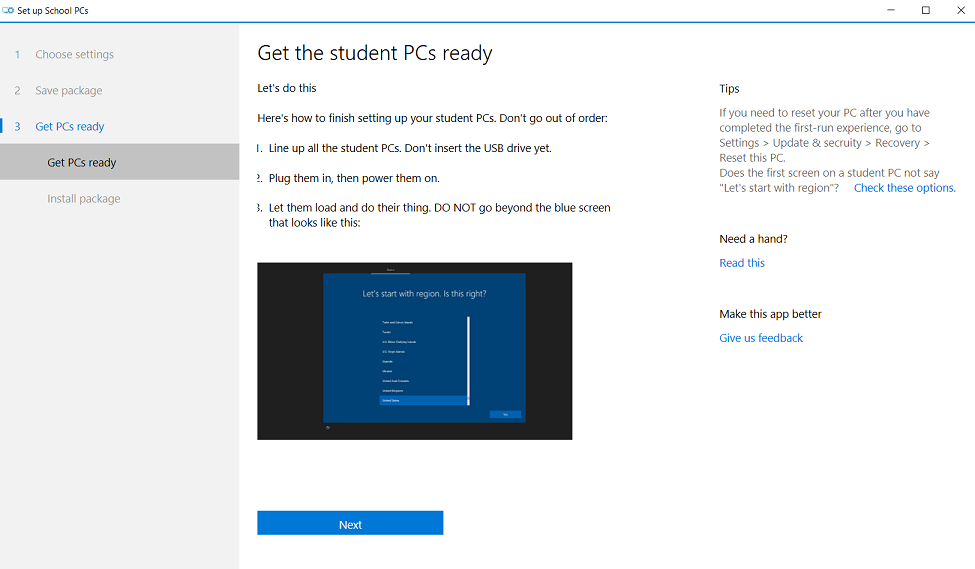 Set up School PCs
1 Choose settings
2 Save package
3 Get PCs ready
Get PCs ready
Install package
Get the student PCs ready
Let's do this
Here's how to finish setting up your student PCs. Don't go out of order:
1. Line up all the student PCs. Don't insert the USB drive yet.
2. Plug them in, then power them on.
3. Let them load and do their thing. DO NOT go beyond the blue screen
that looks like this:
Let's start with region. Is this right?
Turks and Caicos Islands
Tuvalu
U.S. Minor Outlying Islands
U.S. Virgin Islands
Uganda
Ukraine
United Arab Emirates
United Kingdom
United States
Yes
Next
Tips
If you need to reset your PC after you have
completed the first-run experience, go to
Settings > Update & secruity > Recovery >
Reset this PC.
Does the first screen on a student PC not say
"Let's start with region"? Check these options.
Need a hand?
Read this
Make this app better
Give us feedback